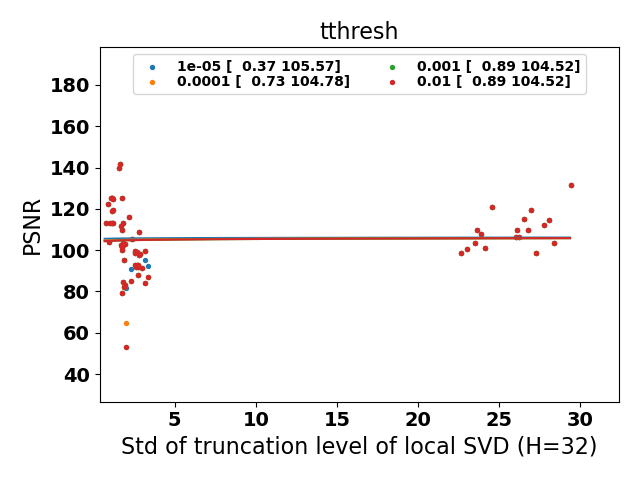 tthresh
1e-05 [  0.37 105.57]
0.0001 [  0.73 104.78]
0.001 [  0.89 104.52]
0.01 [  0.89 104.52]
PSNR
180
160
140
120
100
80
60
40
5 10 15 20 25 30
Std of truncation level of local SVD (H=32)